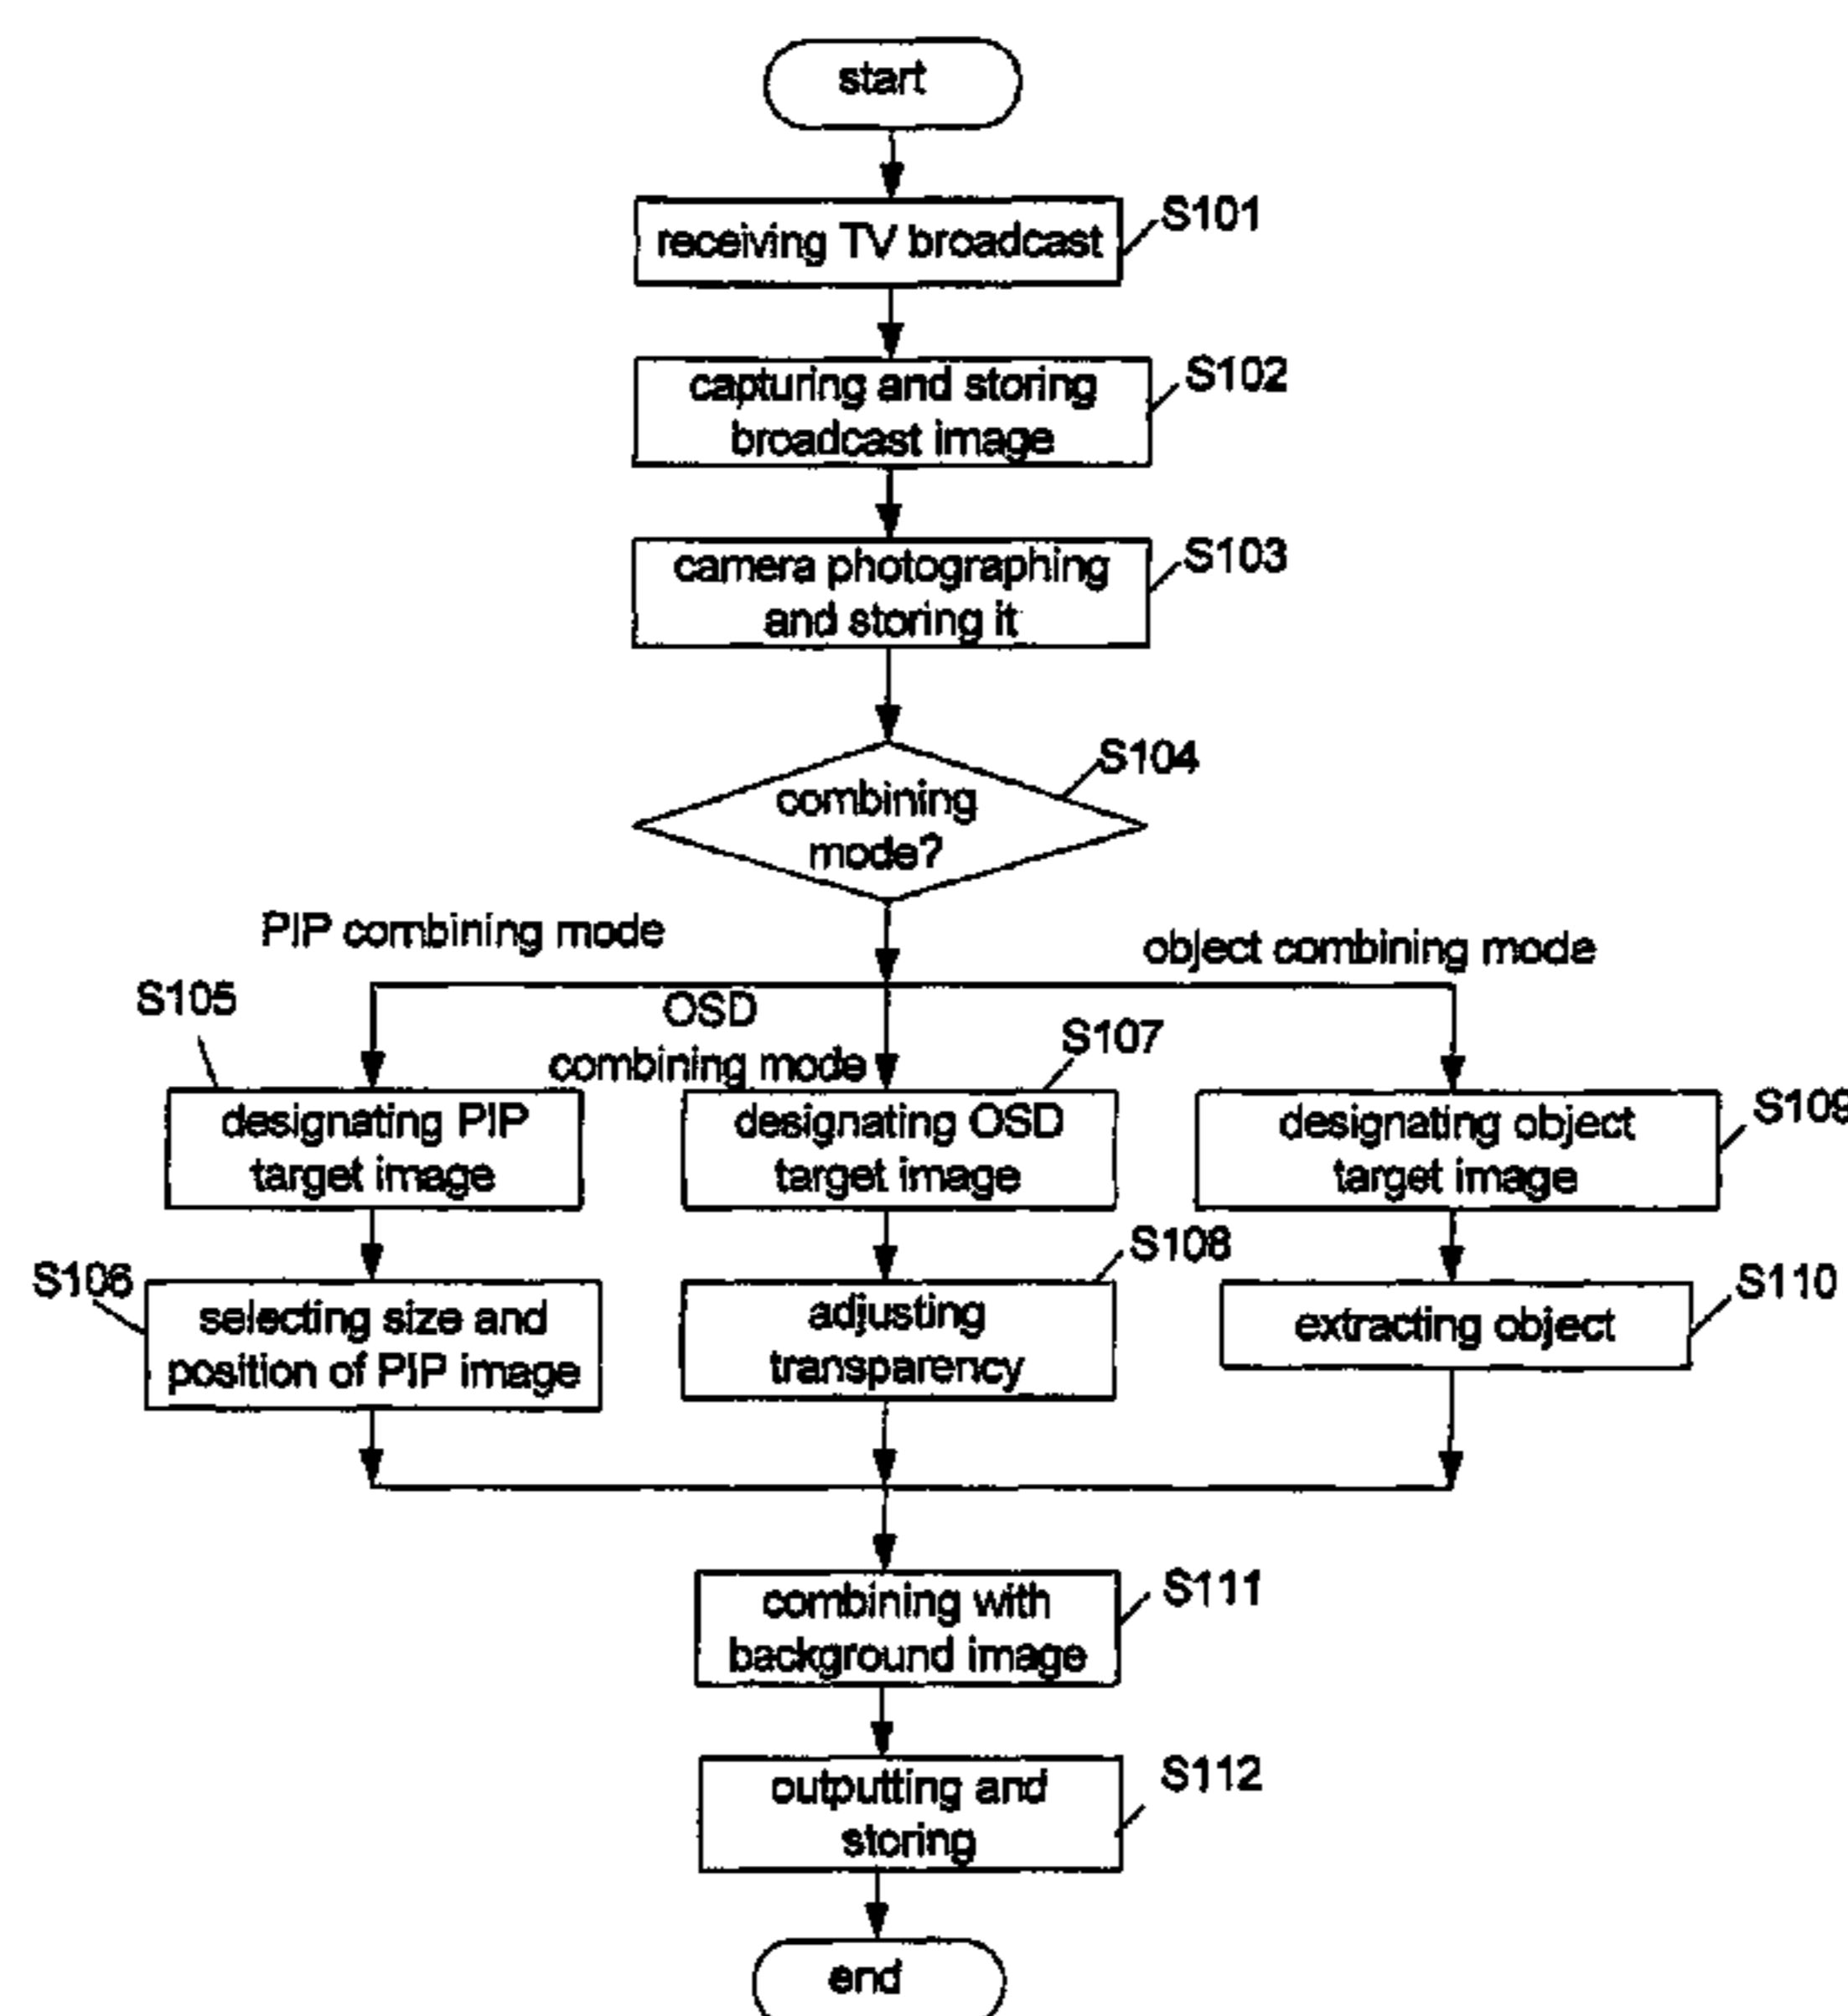 start
receiving TV broadcast
S101
capturing and storing
broadcast image
S102
camera photographing
and storing it
S103
combining
mode?
S104
PIP combining mode
OSD
combining mode
object combining mode
S105
designating PIP
target image
S107
designating OSD
target image
S109
designating object
target image
S106
selecting size and
position of PIP image
S108
adjusting
transparency
S110
extracting object
S111
combining with
background image
S112
outputting and
storing
end